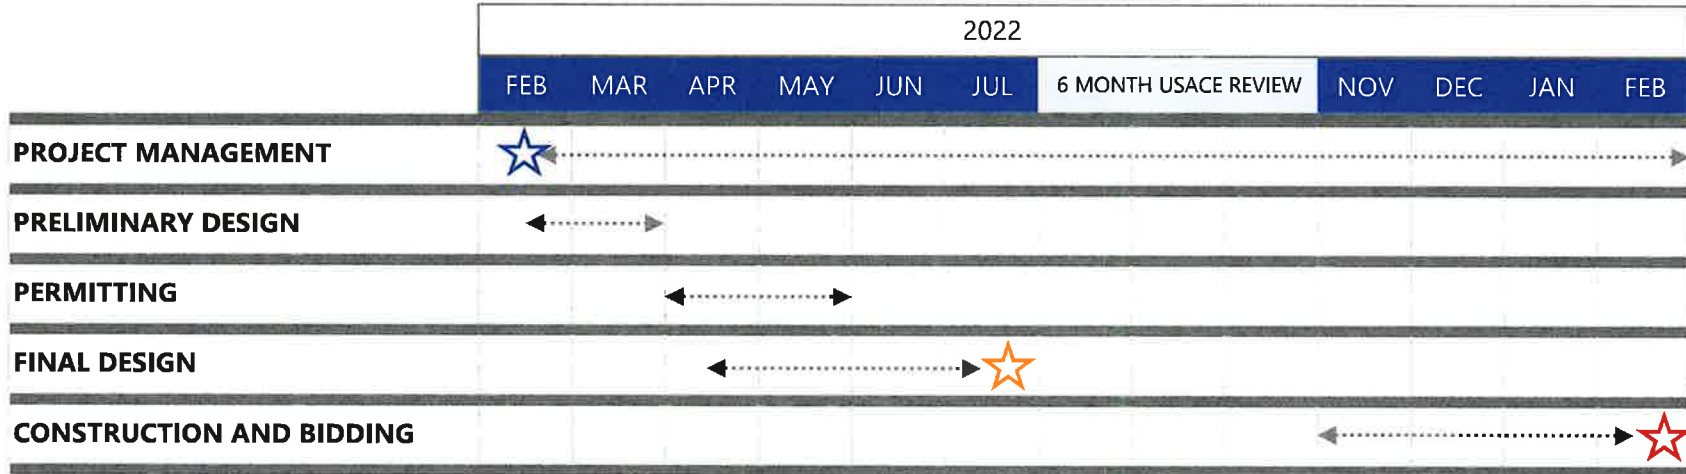 2022
FEB MAR APR MAY JUN JUL 6 MONTH USACE REVIEW NOV DEC JAN FEB
PROJECT MANAGEMENT
PRELIMINARY DESIGN
PERMITTING
FINAL DESIGN
CONSTRUCTION AND BIDDING